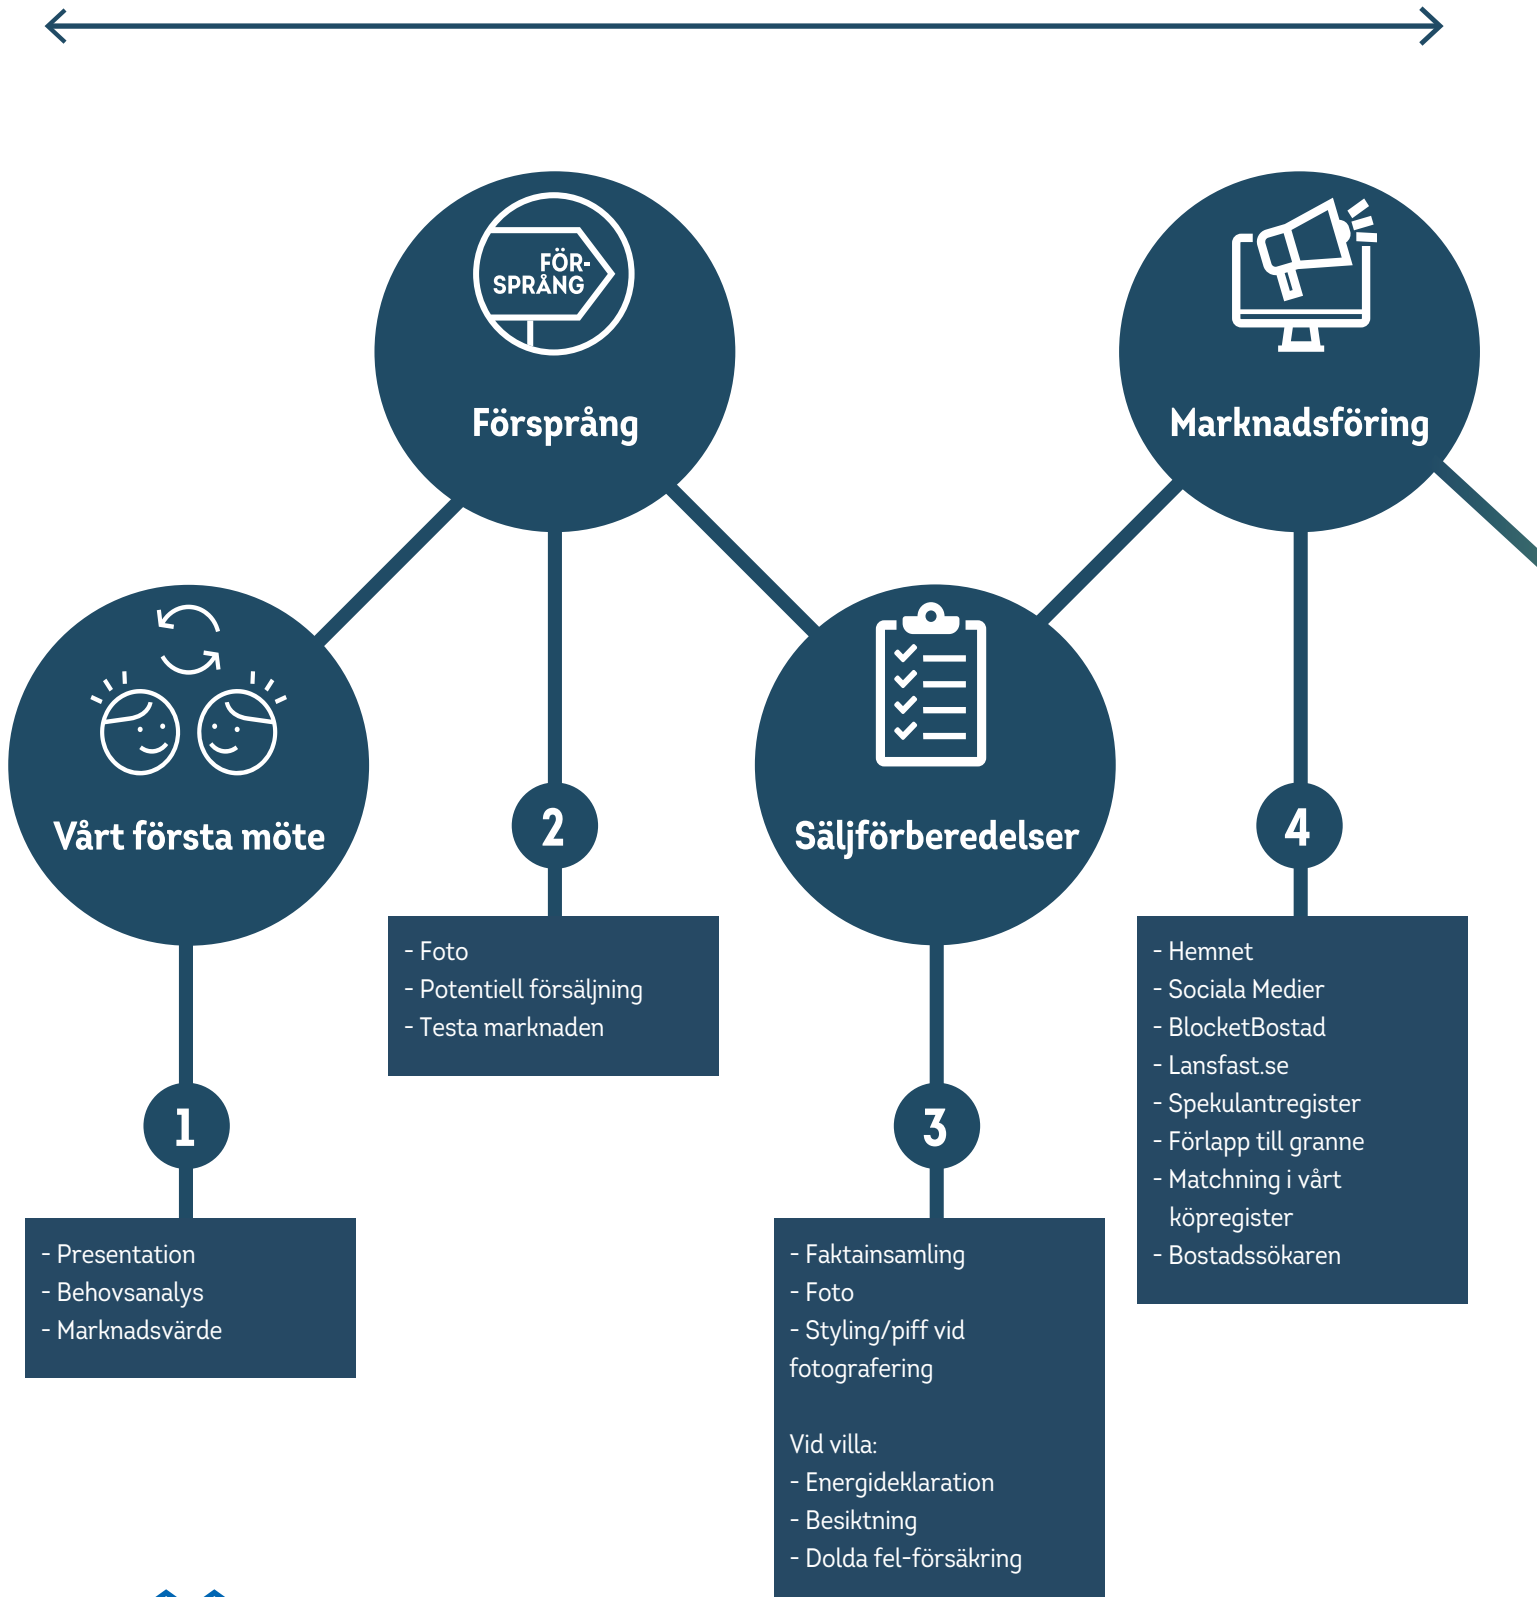 FÖR-
SPRÅNG
Försprång
Marknadsföring
Vårt första möte
2
Säljförberedelser
4
- Foto
- Potentiell försäljning
- Testa marknaden
- Hemnet
- Sociala Medier
- BlocketBostad
- Lansfast.se
- Spekulantregister
- Förlapp till granne
- Matchning i vårt
köpregister
- Bostadssökaren
1
3
- Presentation
- Behovsanalys
- Marknadsvärde
- Faktainsamling
- Foto
- Styling/piff vid
fotografering
Vid villa:
- Energideklaration
- Besiktning
- Dolda fel-försäkring